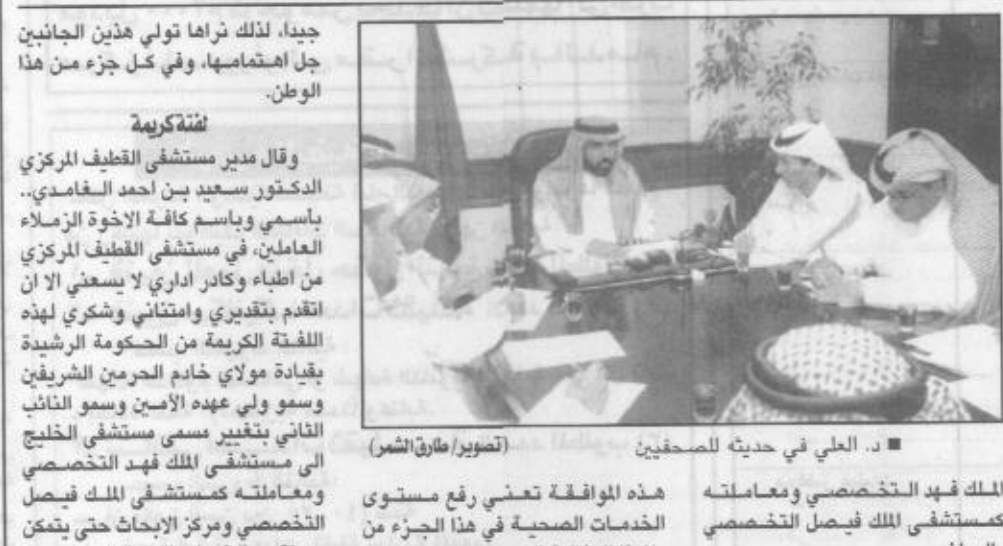 ■ د. العلي في حديثه للصحفيين
(تصوير/ طارق الشمر)
الملك فهد التخصصي ومعاملته
كمستشفى الملك فيصل التخصصي
هذه الموافقة تعني رفع مستوى
الخدمات الصحية في هذا الجزء من
جيدا، لذلك نراها تولي هذين الجانبين
جل اهتمامها، وفي كل جزء من هذا
الوطن.
لفتة كريمة
وقال مدير مستشفى القطيف المركزي
الدكتور سعيد بن احمد الغامدي..
باسمي وباسم كافة الاخوة الزملاء
العاملين، في مستشفى القطيف المركزي
من اطباء وكادر اداري لا يسعني الا ان
اتقدم بتقديري وامتناني وشكري لهذه
اللفتة الكريمة من الحكومة الرشيدة
بقيادة مولاي خادم الحرمين الشريفين
وسمو ولي عهده الأمين وسمو النائب
الثاني بتغيير مسمى مستشفى الخليج
الى مستشفى الملك فهد التخصصي
ومعاملته كمستشفى الملك فيصل
التخصصي ومركز الابحاث حتى يتمكن